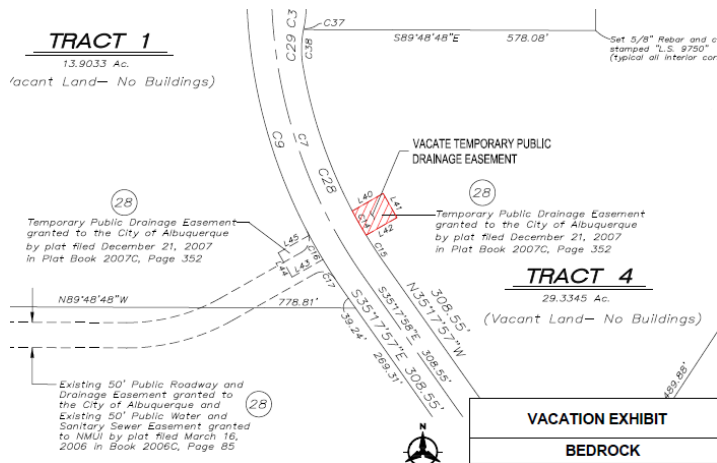 TRACT 1
13.9033 Ac.
Vacant Land— No Buildings)
C29
C3
C37
C38
S89°48'48"E 578.08'
Set 5/8" Rebar and c
stamped "L.S. 9750"
(typical all interior cor
C9
C7
C28
VACATE TEMPORARY PUBLIC
DRAINAGE EASEMENT
L40
L41
L42
C14
C15
28
Temporary Public Drainage Easement
granted to the City of Albuquerque
by plat filed December 21, 2007
in Plat Book 2007C, Page 352
28
Temporary Public Drainage Easement
granted to the City of Albuquerque
by plat filed December 21, 2007
in Plat Book 2007C, Page 352
L45
C16
L44
L43
C17
TRACT 4
29.3345 Ac.
(Vacant Land— No Buildings)
N89°48'48"W 778.81'
39.24'
269.31'
S35°17'57"E 308.55'
S35°17'58"E 308.55'
N35°17'57"W 308.55'
489.88'
Existing 50' Public Roadway and
Drainage Easement granted to
the City of Albuquerque and
Existing 50' Public Water and
Sanitary Sewer Easement granted
to NMUI by plat filed March 16,
2006 in Book 2006C, Page 85
28
N
VACATION EXHIBIT
BEDROCK